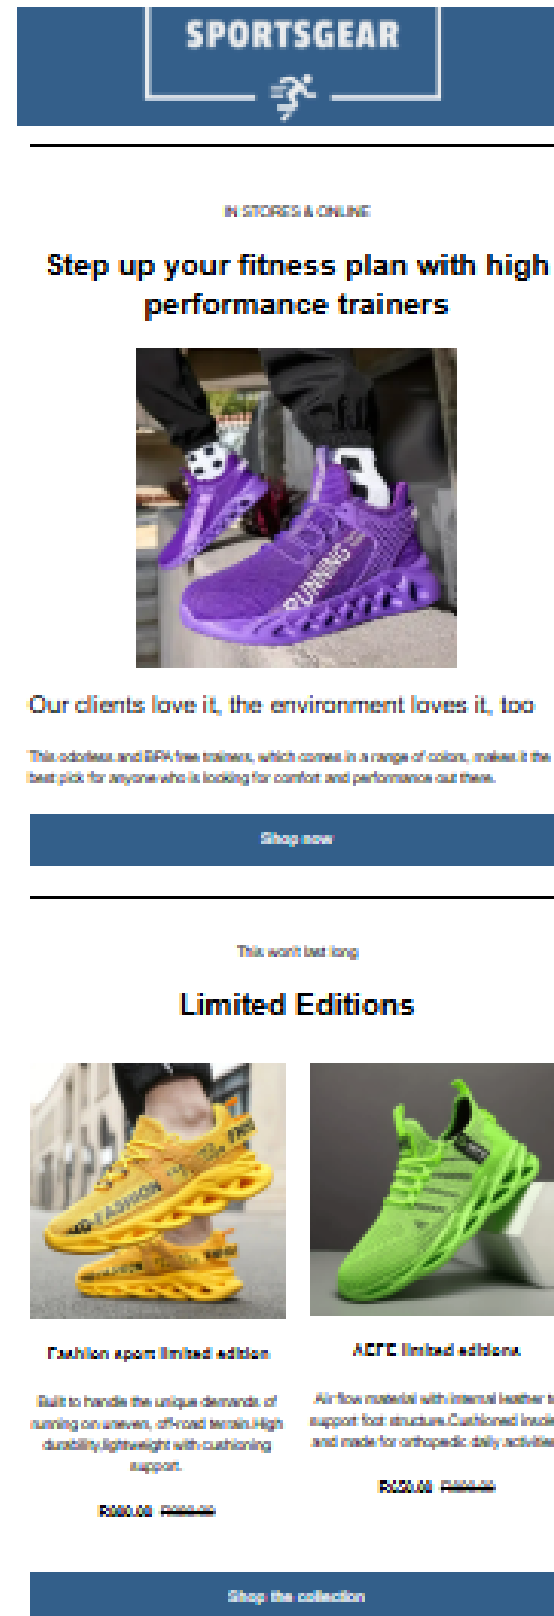 SPORTSGEAR
IN STORES & ONLINE
Step up your fitness plan with high
performance trainers
RUNNING
Our clients love it, the environment loves it, too
This odorless and BPA free trainers, which comes in a range of colors, makes it the
best pick for anyone who is looking for comfort and performance out there.
Shop now
This won't last long
Limited Editions
Fashion sport limited edition
Built to handle the unique demands of
running on uneven, off-road terrain.High
durability,lightweight with cushioning
support.
AEFE limited editions
Air flow material with internal leather
support foot structure.Cushioned
and made for orthopedic daily activities
Shop the collection